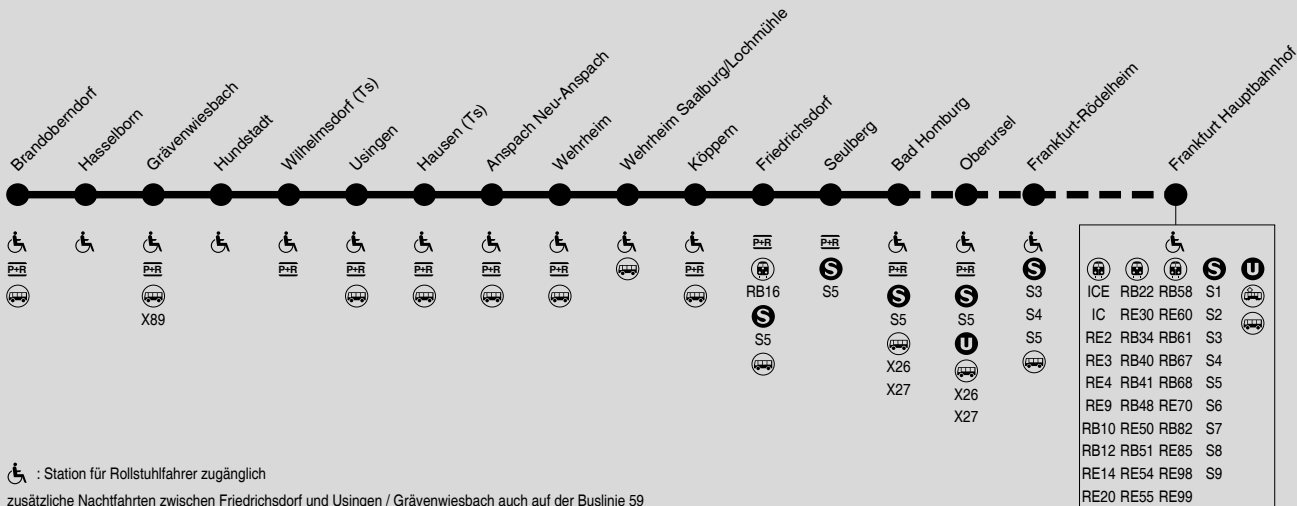 Brandoberndorf
Hasselborn
Grävenwiesbach
Hundstadt
Wilhelmsdorf (Ts)
Usingen
Hausen (Ts)
Anspach Neu-Anspach
Wehrheim
Wehrheim Saalburg/Lochmühle
Köppern
Friedrichsdorf
Seulberg
Bad Homburg
Oberursel
Frankfurt-Rödelheim
Frankfurt Hauptbahnhof
P+R
P+R
X89
P+R
P+R
P+R
P+R
P+R
P+R
P+R
RB16
S
S5
P+R
S
S5
P+R
S
S5
X26
X27
P+R
S
S5
U
X26
X27
S
S3
S4
S5
S U
ICE RB22 RB58 S1
IC RE30 RE60 S2
RE2 RB34 RB61 S3
RE3 RB40 RB67 S4
RE4 RB41 RB68 S5
RE9 RB48 RE70 S6
RB10 RE50 RB82 S7
RB12 RB51 RE85 S8
RE14 RE54 RE98 S9
RE20 RE55 RE99
: Station für Rollstuhlfahrer zugänglich
zusätzliche Nachtfahrten zwischen Friedrichsdorf und Usingen / Grävenwiesbach auch auf der Buslinie 59